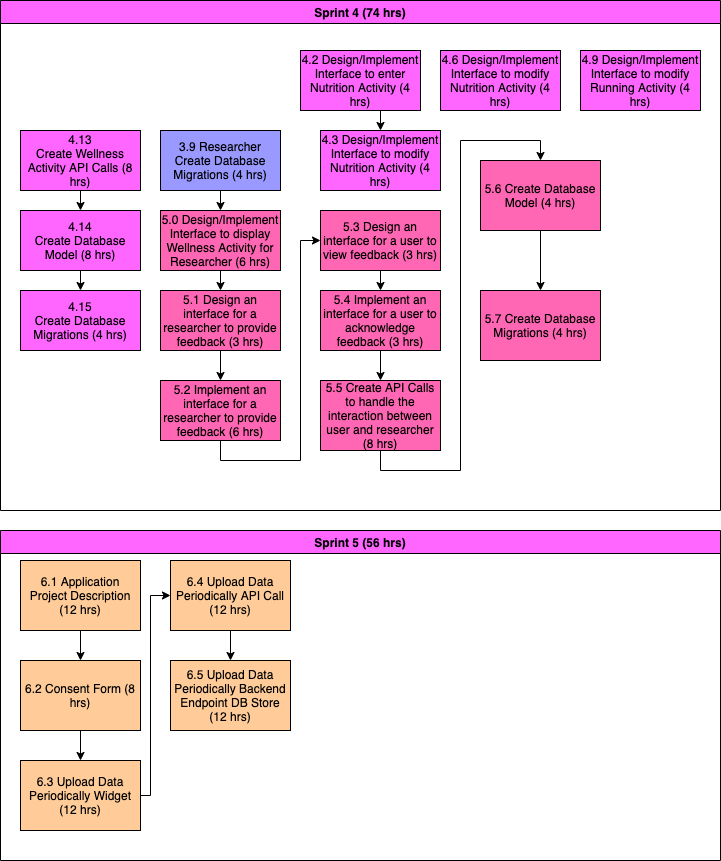 Sprint 4 (74 hrs)
4.2 Design/Implement
Interface to enter
Nutrition Activity (4
hrs)
4.6 Design/Implement
Interface to modify
Nutrition Activity (4
hrs)
4.9 Design/Implement
Interface to modify
Running Activity (4
hrs)
4.13
Create Wellness
Activity API Calls (8
hrs)
3.9 Researcher
Create Database
Migrations (4 hrs)
4.3 Design/Implement
Interface to modify
Nutrition Activity (4
hrs)
5.6 Create Database
Model (4 hrs)
4.14
Create Database
Model (8 hrs)
5.0 Design/Implement
Interface to display
Wellness Activity for
Researcher (6 hrs)
5.3 Design an
interface for a user to
view feedback (3 hrs)
4.15
Create Database
Migrations (4 hrs)
5.1 Design an
interface for a
researcher to provide
feedback (3 hrs)
5.4 Implement an
interface for a user to
acknowledge
feedback (3 hrs)
5.7 Create Database
Migrations (4 hrs)
5.2 Implement an
interface for a
researcher to provide
feedback (6 hrs)
5.5 Create API Calls
to handle the
interaction between
user and researcher
(8 hrs)
Sprint 5 (56 hrs)
6.1 Application
Project Description
(12 hrs)
6.4 Upload Data
Periodically API Call
(12 hrs)
6.2 Consent Form (8
hrs)
6.5 Upload Data
Periodically Backend
Endpoint DB Store
(12 hrs)
6.3 Upload Data
Periodically Widget
(12 hrs)